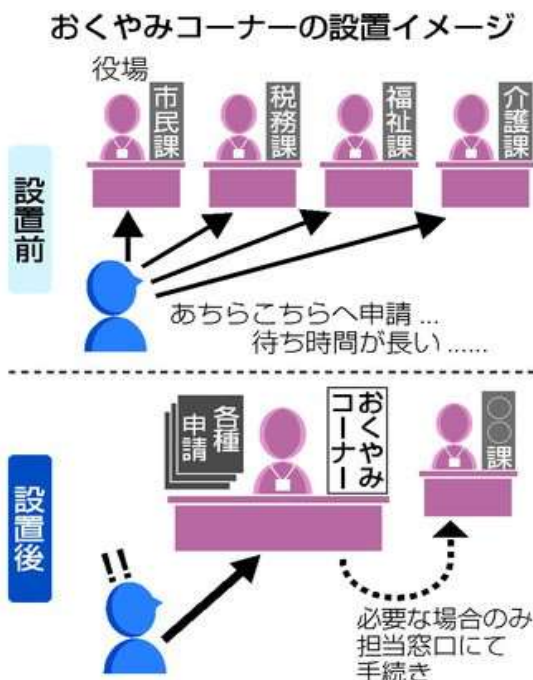 おくやみコーナーの設置イメージ
役場
市民課
税務課
福祉課
介護課
設置前
あちらこちらへ申請…
待ち時間が長い……
各種
申請
おくやみ
コーナー
○○課
設置後
!!
必要な場合のみ
担当窓口にて
手続き